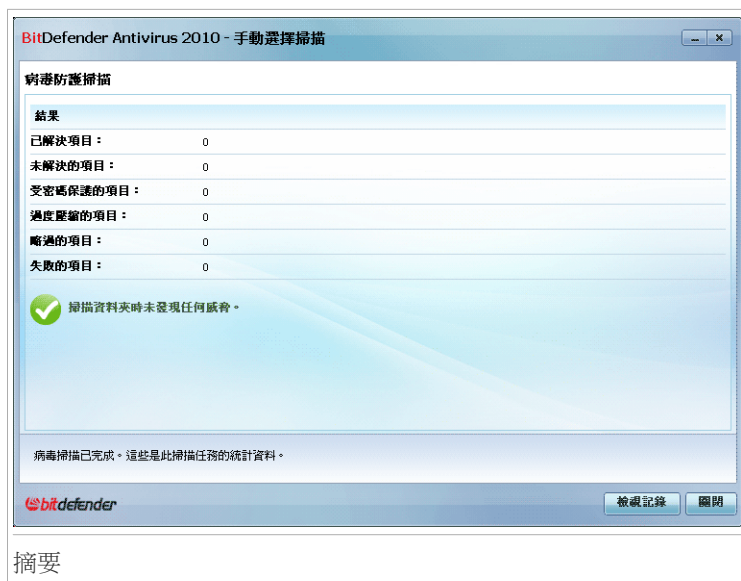 BitDefender Antivirus 2010 - 手動選擇掃描
病毒防護掃描
結果
已解決項目： 0
未解決的項目： 0
受密碼保護的項目： 0
過度壓縮的項目： 0
略過的項目： 0
失敗的項目： 0
掃描資料夾時未發現任何威脅。
病毒掃描已完成。這些是此掃描任務的統計資料。
bitdefender
檢視記錄
關閉
摘要